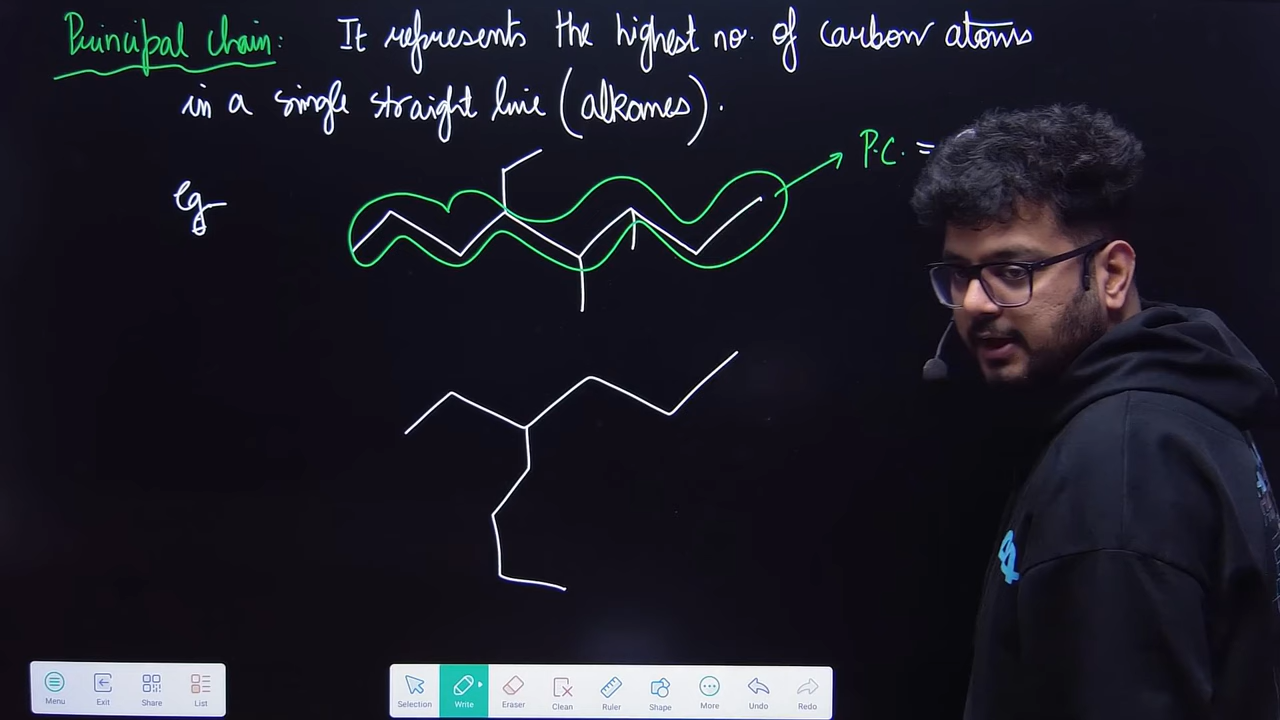 Principal chain: It represents the highest no. of carbon atoms
in a single straight line (alkanes).
P.C. =
eg
Menu
Exit
Share
List
Selection
Write
Eraser
Clean
Ruler
Shape
More
Undo
Redo